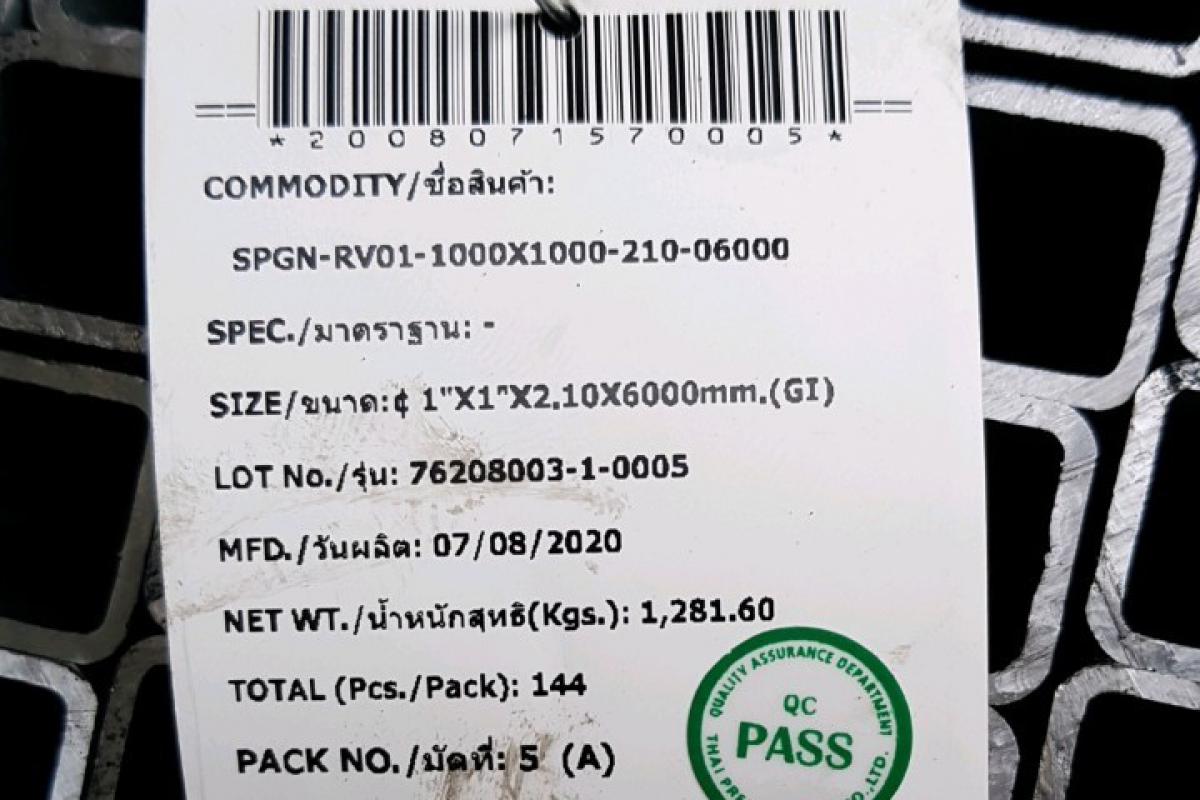 *2008071570005*
COMMODITY/ชื่อสินค้า:
SPGN-RV01-1000X1000-210-06000
SPEC./มาตราฐาน: -
SIZE/ขนาด:¢ 1"X1"X2.10X6000mm.(GI)
LOT No./รุ่น: 76208003-1-0005
MFD./วันผลิต: 07/08/2020
NET WT./น้ำหนักสุทธิ(Kgs.): 1,281.60
TOTAL (Pcs./Pack): 144
PACK NO./มัดที่: 5 (A)
QUALITY ASSURANCE DEPARTMENT
QC
PASS
THAI CO.,LTD.